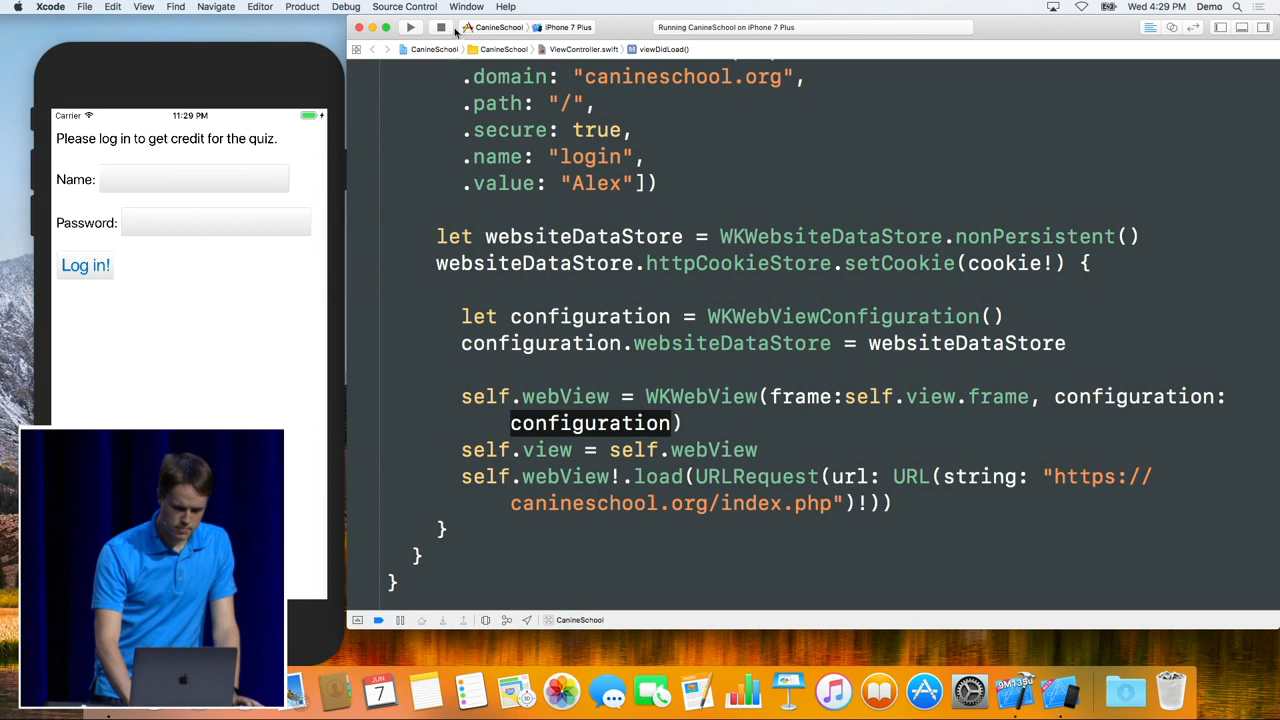 Xcode File Edit View Find Navigate Editor Product Debug Source Control Window Help
Wed 4:29 PM Demo
CanineSchool iPhone 7 Plus
Running CanineSchool on iPhone 7 Plus
CanineSchool CanineSchool ViewController.swift M viewDidLoad()
.domain: "canineschool.org",
.path: "/",
.secure: true,
.name: "login",
.value: "Alex"])
let websiteDataStore = WKWebsiteDataStore.nonPersistent()
websiteDataStore.httpCookieStore.setCookie(cookie!) {
let configuration = WKWebViewConfiguration()
configuration.websiteDataStore = websiteDataStore
self.webView = WKWebView(frame:self.view.frame, configuration:
configuration)
self.view = self.webView
self.webView!.load(URLRequest(url: URL(string: "https://
canineschool.org/index.php")!))
}
}
}
CanineSchool
Carrier 11:29 PM
Please log in to get credit for the quiz.
Name:
Password:
Log in!
JUN
7